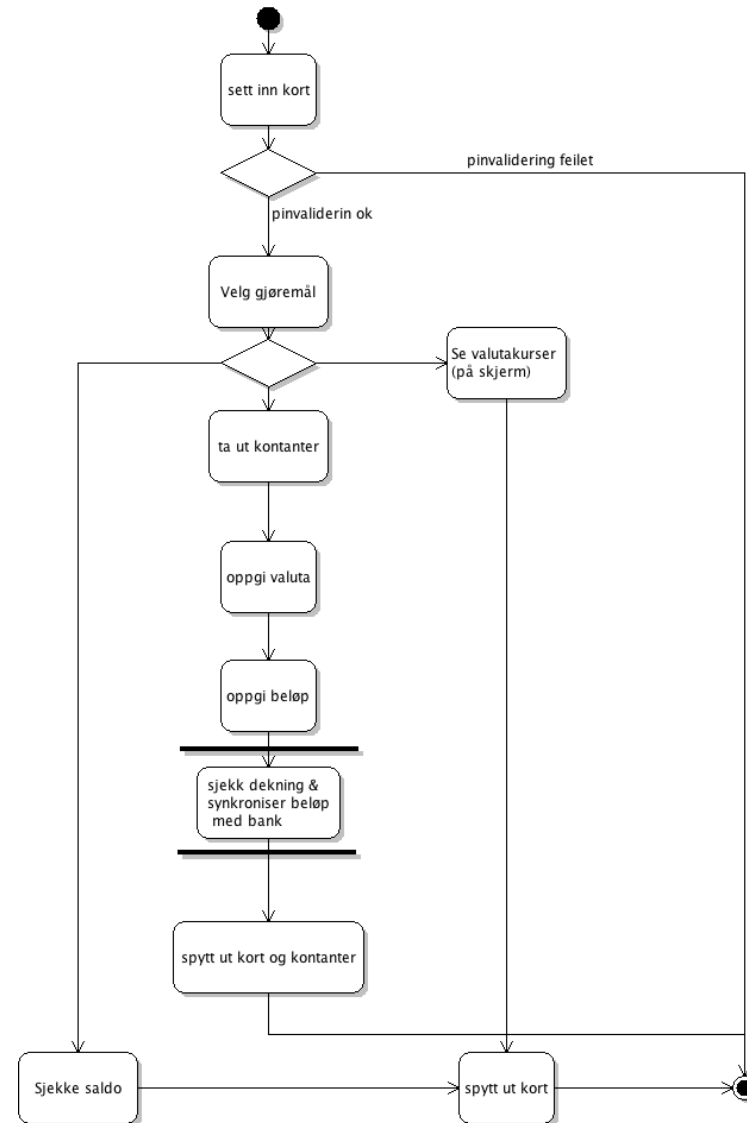 sett inn kort
pinvalidering feilet
pinvaliderin ok
Velg gjøremål
Se valutakurser
(på skjerm)
ta ut kontanter
oppgi valuta
oppgi beløp
sjekk dekning &
synkroniser beløp
med bank
spytt ut kort og kontanter
Sjekke saldo
spytt ut kort